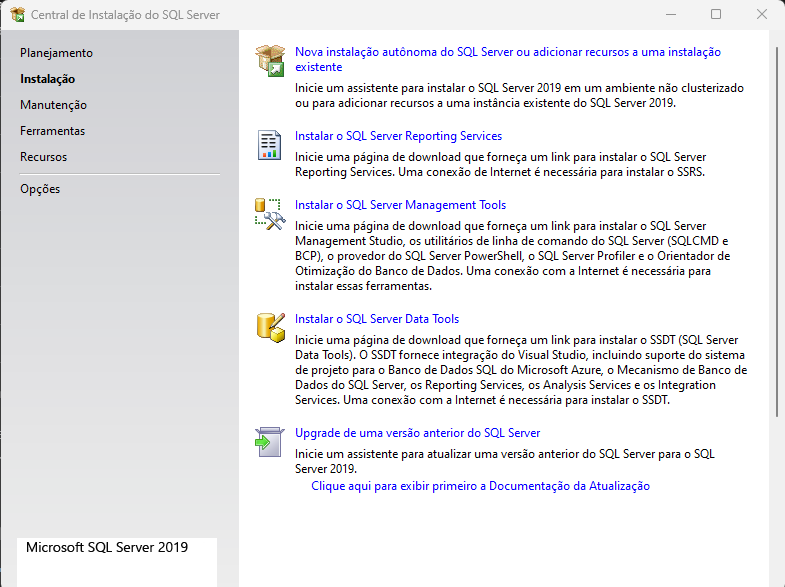 Central de Instalação do SQL Server
Planejamento
Instalação
Manutenção
Ferramentas
Recursos
Opções
Microsoft SQL Server 2019
Nova instalação autônoma do SQL Server ou adicionar recursos a uma instalação
existente
Inicie um assistente para instalar o SQL Server 2019 em um ambiente não clusterizado
ou para adicionar recursos a uma instância existente do SQL Server 2019.
Instalar o SQL Server Reporting Services
Inicie uma página de download que forneça um link para instalar o SQL Server
Reporting Services. Uma conexão de Internet é necessária para instalar o SSRS.
Instalar o SQL Server Management Tools
Inicie uma página de download que forneça um link para instalar o SQL Server
Management Studio, os utilitários de linha de comando do SQL Server (SQLCMD e
BCP), o provedor do SQL Server PowerShell, o SQL Server Profiler e o Orientador de
Otimização do Banco de Dados. Uma conexão com a Internet é necessária para
instalar essas ferramentas.
Instalar o SQL Server Data Tools
Inicie uma página de download que forneça um link para instalar o SSDT (SQL Server
Data Tools). O SSDT fornece integração do Visual Studio, incluindo suporte do sistema
de projeto para o Banco de Dados SQL do Microsoft Azure, o Mecanismo de Banco de
Dados do SQL Server, os Reporting Services, os Analysis Services e os Integration
Services. Uma conexão com a Internet é necessária para instalar o SSDT.
Upgrade de uma versão anterior do SQL Server
Inicie um assistente para atualizar uma versão anterior do SQL Server para o SQL
Server 2019.
Clique aqui para exibir primeiro a Documentação da Atualização